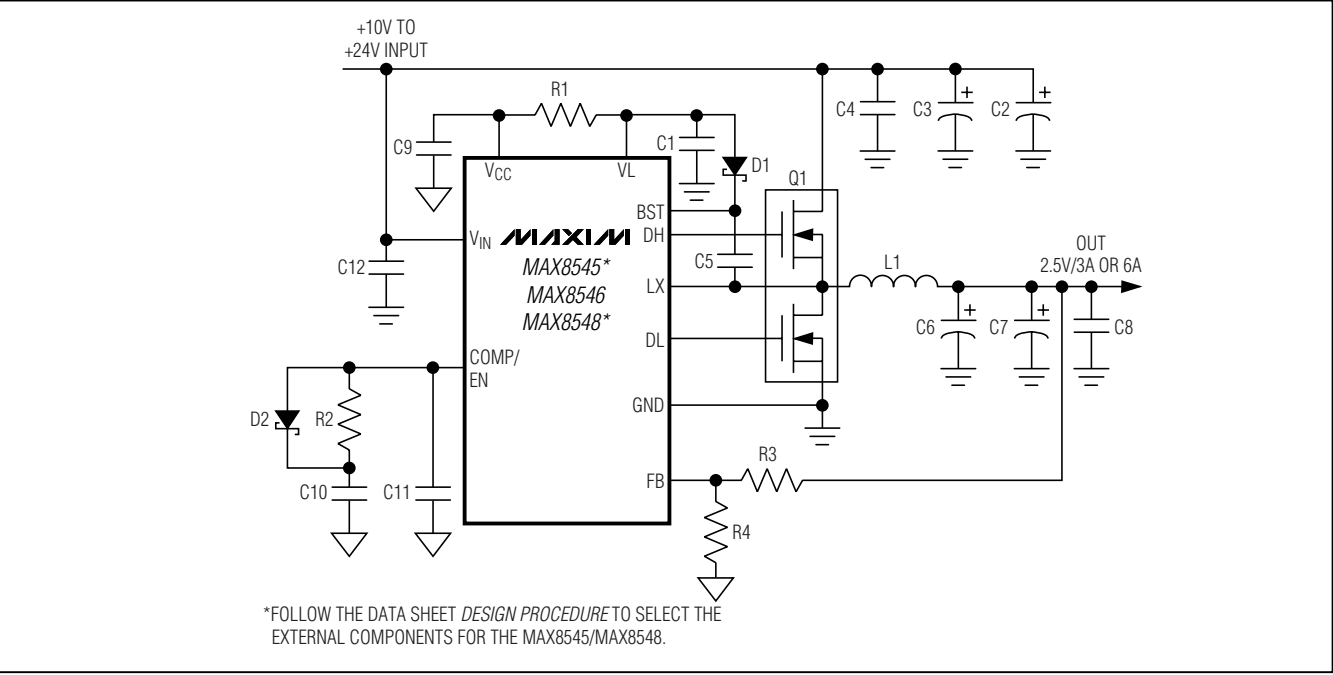 +10V TO
+24V INPUT
R1
C4
C3
+
C2
+
C9
C1
VCC
VL
D1
Q1
BST
VIN
MAXIM
DH
OUT
2.5V/3A OR 6A
C12
MAX8545*
C5
L1
MAX8546
LX
MAX8548*
C6
+
C7
+
C8
DL
COMP/
EN
GND
D2
R2
R3
FB
C10
C11
R4
*FOLLOW THE DATA SHEET DESIGN PROCEDURE TO SELECT THE
EXTERNAL COMPONENTS FOR THE MAX8545/MAX8548.